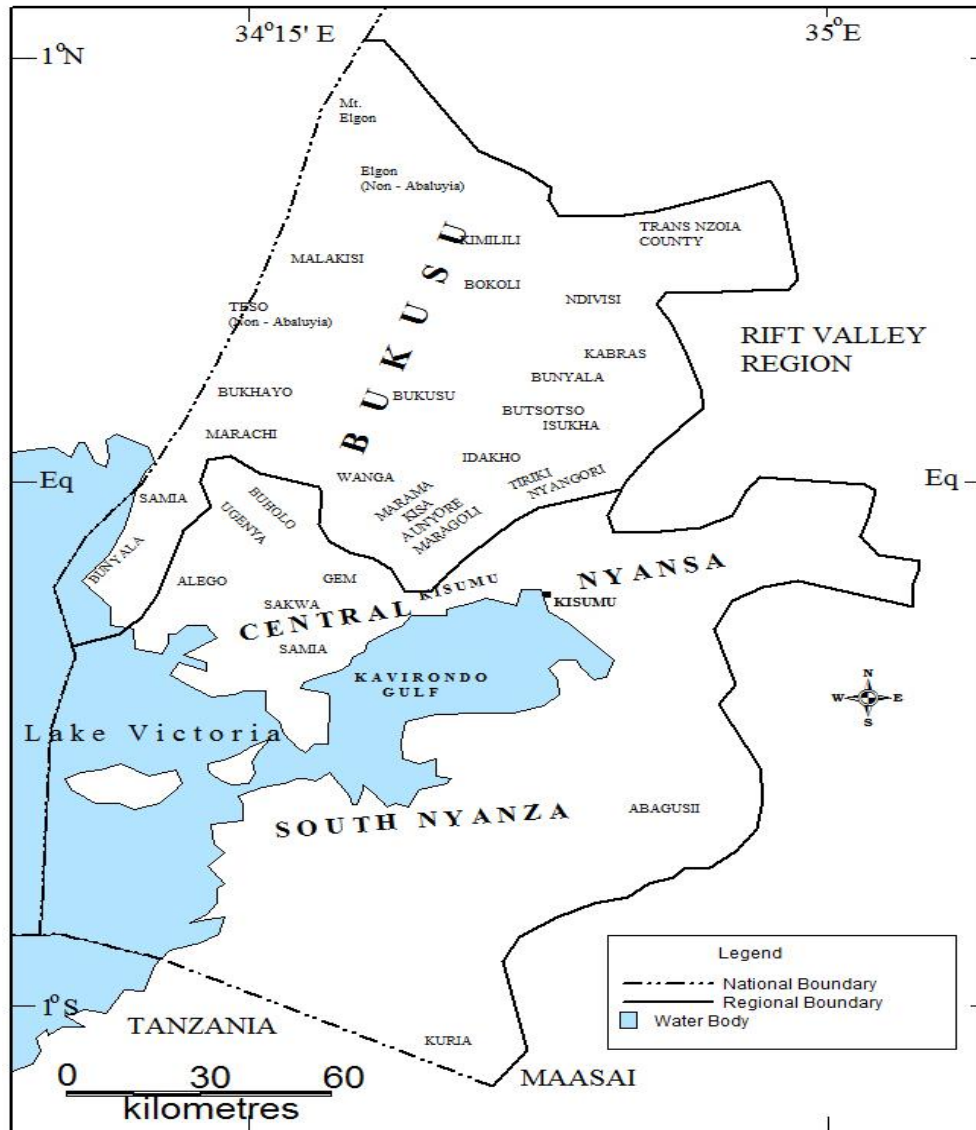 34°15' E
35°E
1°N
Mt.
Elgon
Elgon
(Non - Abaluyia)
TRANS NZOIA
COUNTY
KIMILILI
MALAKISI
BOKOLI
NDIVISI
TESO
(Non - Abaluyia)
BUKUSU
RIFT VALLEY
REGION
KABRAS
BUNYALA
BUKHAYO
BUKUSU
BUTSOTSO
ISUKHA
MARACHI
IDAKHO
WANGA
TIRIKI
NYANGORI
Eq
Eq
SAMIA
BUHOLO
UGENYA
MARAMA
KISA
AUNYORE
MARAGOLI
BUNYALA
ALEGO
GEM
KISUMU
NYANSA
SAKWA
KISUMU
CENTRAL
SAMIA
KAVIRONDO
GULF
N
W E
S
Lake Victoria
SOUTH NYANZA
ABAGUSII
Legend
National Boundary
Regional Boundary
Water Body
1°S
TANZANIA
KURIA
MAASAI
0 30 60
kilometres